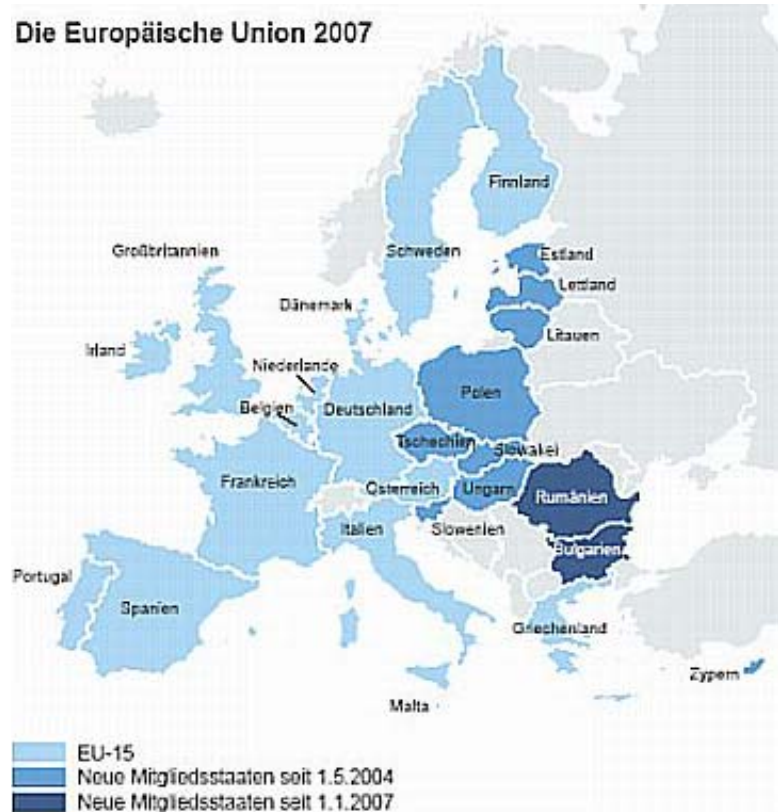 Die Europäische Union 2007
Finnland
Großbritannien
Schweden
Estland
Lettland
Dänemark
Litauen
Irland
Niederlande
Polen
Belgien
Deutschland
Tschechien
Slowakei
Frankreich
Österreich
Ungarn
Rumänien
Italien
Slowenien
Bulgarien
Portugal
Spanien
Griechenland
Zypern
Malta
EU-15
Neue Mitgliedsstaaten seit 1.5.2004
Neue Mitgliedsstaaten seit 1.1.2007